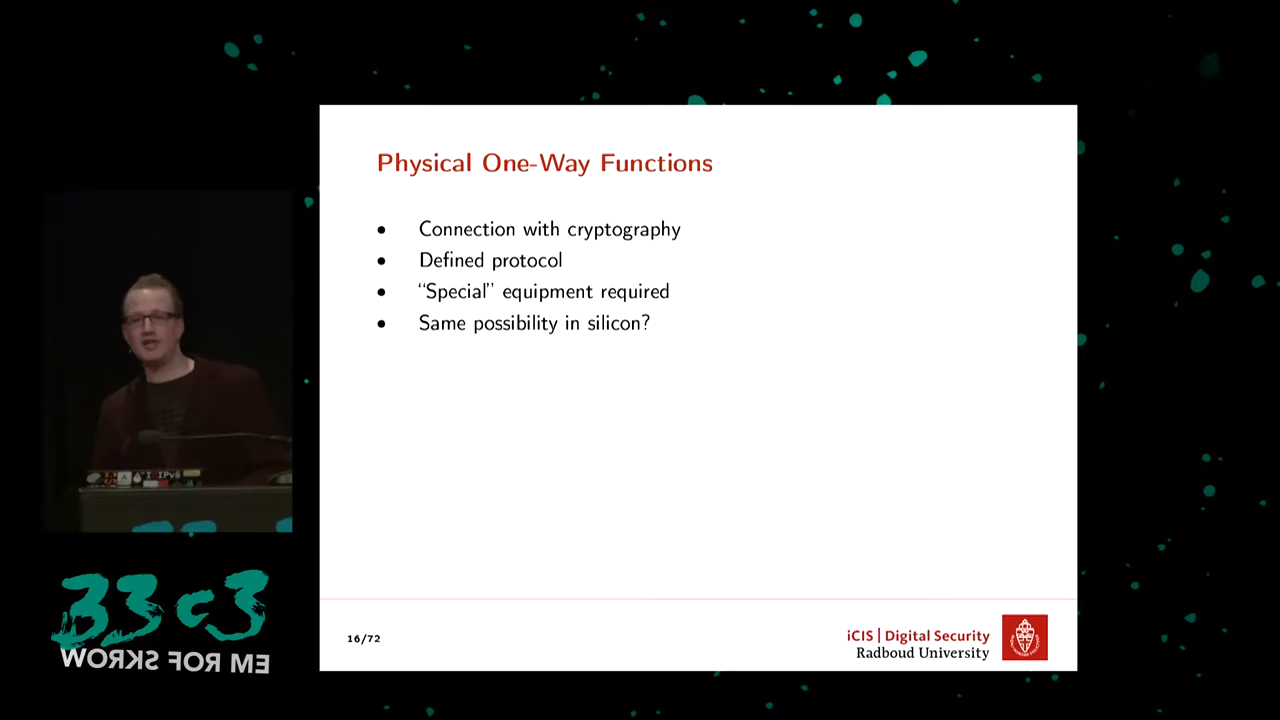 Physical One-Way Functions
• Connection with cryptography
• Defined protocol
• “Special” equipment required
• Same possibility in silicon?
16/72
iCIS | Digital Security
Radboud University
I IPv6
33c3
WORKS FOR ME